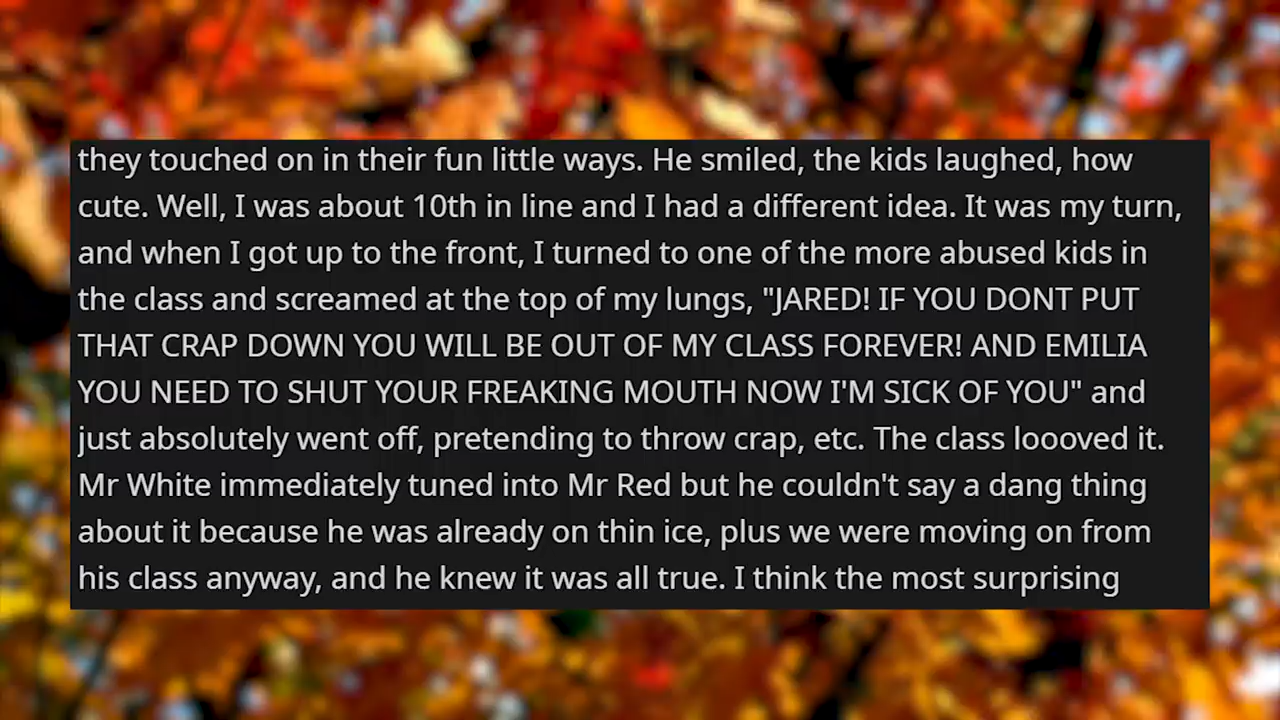 they touched on in their fun little ways. He smiled, the kids laughed, how
cute. Well, I was about 10th in line and I had a different idea. It was my turn,
and when I got up to the front, I turned to one of the more abused kids in
the class and screamed at the top of my lungs, "JARED! IF YOU DONT PUT
THAT CRAP DOWN YOU WILL BE OUT OF MY CLASS FOREVER! AND EMILIA
YOU NEED TO SHUT YOUR FREAKING MOUTH NOW I'M SICK OF YOU" and
just absolutely went off, pretending to throw crap, etc. The class loooved it.
Mr White immediately tuned into Mr Red but he couldn't say a dang thing
about it because he was already on thin ice, plus we were moving on from
his class anyway, and he knew it was all true. I think the most surprising